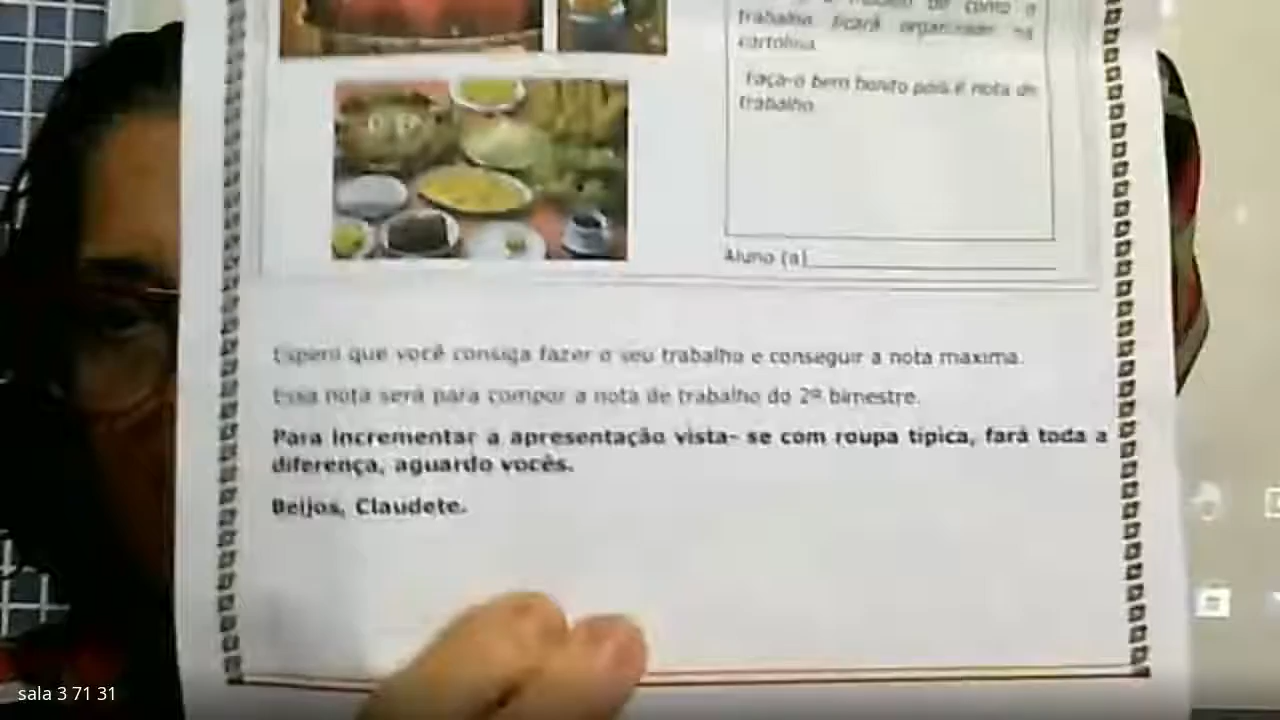 de como o
trabalho ficará organizado na
cartolina.
Faça-o bem bonito pois é nota de
trabalho.
Aluno (a)
Espero que você consiga fazer o seu trabalho e conseguir a nota maxima.
Essa nota será para compor a nota de trabalho do 2º bimestre.
Para incrementar a apresentação vista- se com roupa típica, fará toda a
diferença, aguardo vocês.
Beijos, Claudete.
sala 3 71 31